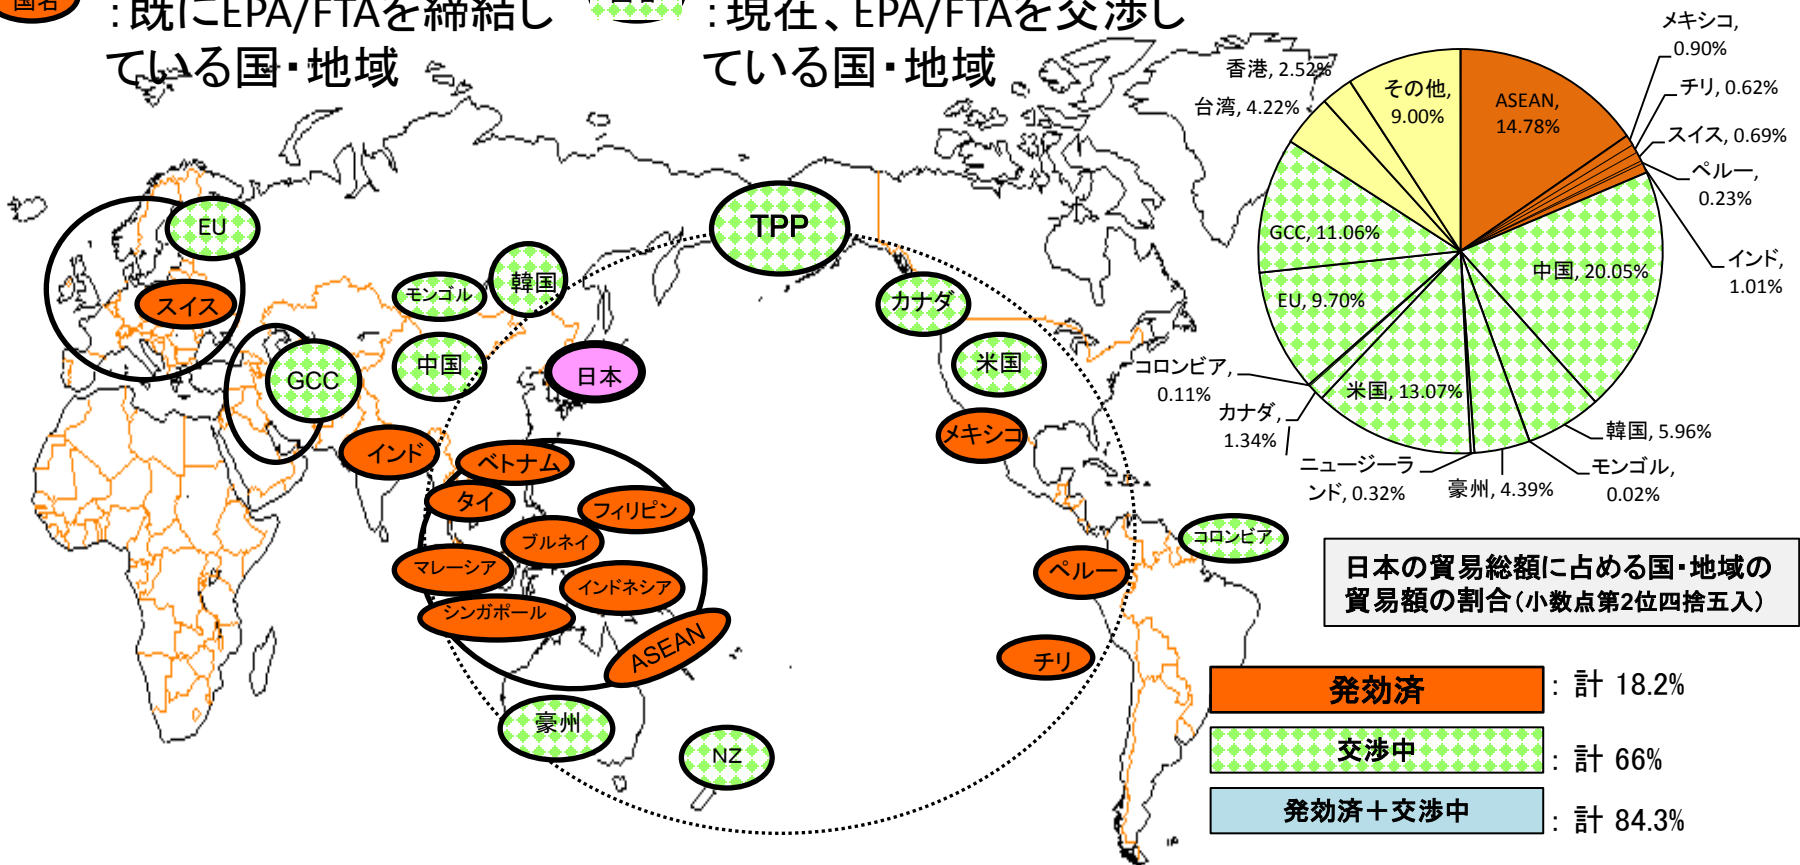 国名
：既にEPA/FTAを締結し
ている国・地域
：現在、EPA/FTAを交渉し
ている国・地域
EU
スイス
GCC
モンゴル
韓国
中国
日本
インド
TPP
カナダ
米国
メキシコ
ベトナム
タイ
フィリピン
ブルネイ
マレーシア
インドネシア
シンガポール
ASEAN
豪州
NZ
コロンビア
ペルー
チリ
ASEAN,
14.78%
メキシコ,
0.90%
チリ, 0.62%
スイス, 0.69%
ペルー,
0.23%
インド,
1.01%
中国, 20.05%
韓国, 5.96%
モンゴル,
0.02%
豪州, 4.39%
ニュージーラ
ンド, 0.32%
米国, 13.07%
カナダ,
1.34%
コロンビア,
0.11%
EU, 9.70%
GCC, 11.06%
台湾, 4.22%
香港, 2.52%
その他,
9.00%
日本の貿易総額に占める国・地域の
貿易額の割合（小数点第2位四捨五入）
発効済 ：計 18.2%
交渉中 ：計 66%
発効済＋交渉中 ：計 84.3%